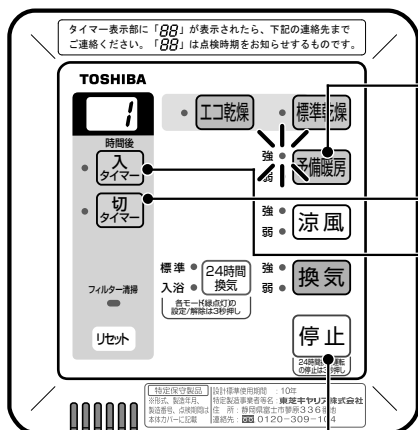 タイマー表示部に「88」が表示されたら、下記の連絡先まで
ご連絡ください。「88」は点検時期をお知らせするものです。
TOSHIBA
1
時間後
エコ乾燥
標準乾燥
入
タイマー
強
弱
予備暖房
切
タイマー
強
弱
涼風
標準
入浴
24時間
換気
強
弱
換気
各モード(緑点灯)の
設定/解除は3秒押し
フィルター清掃
リセット
停止
の停止は3秒押し
特定保守製品
設計標準使用期間 : 10年
※形式、製造年月、
特定製造事業者等名:東芝キヤリア株式会社
製造番号、点検期間は
住 所:静岡県富士市蓼原336
本体カバーに記載
連絡先: 0120-309-104